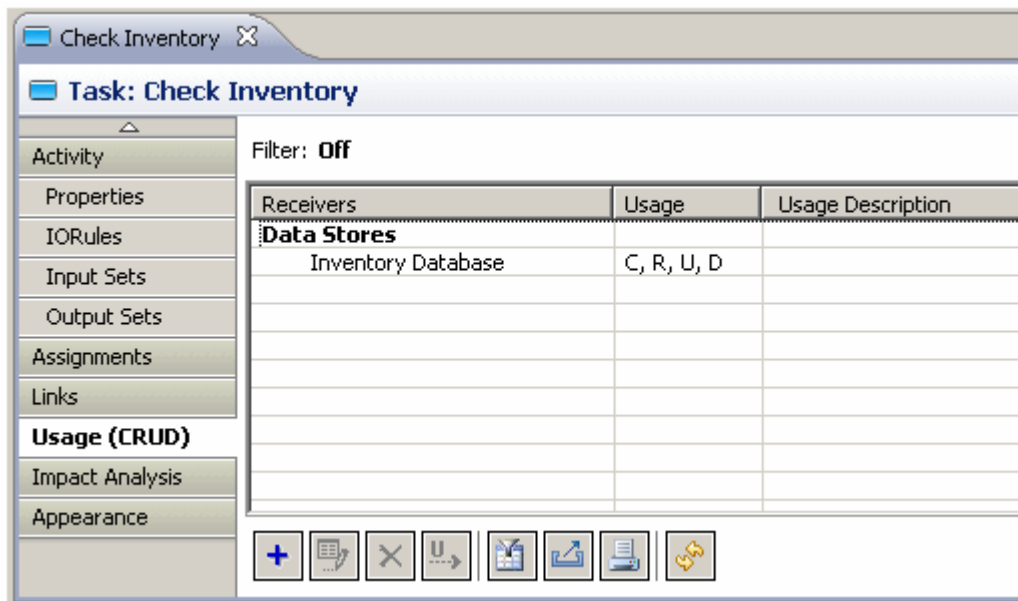 Check Inventory
Task: Check Inventory
Activity
Properties
IORules
Input Sets
Output Sets
Assignments
Links
Usage (CRUD)
Impact Analysis
Appearance
Filter: Off
Receivers Usage Usage Description
Data Stores
Inventory Database C, R, U, D
U